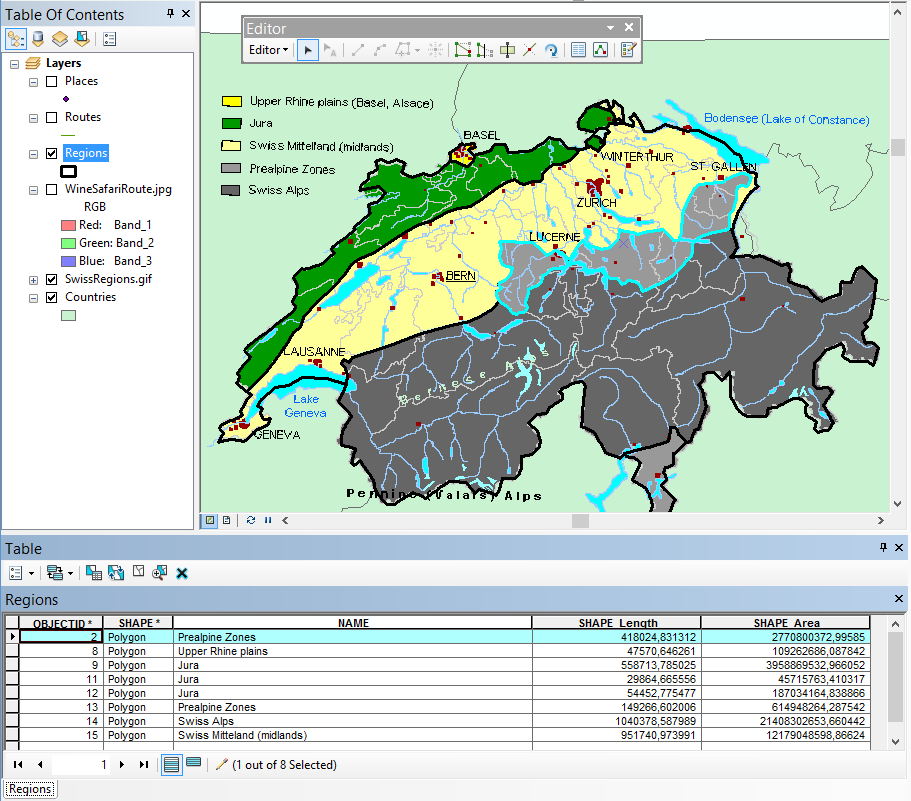 Table Of Contents
Layers
Places
Routes
Regions
WineSafariRoute.jpg
RGB
Red: Band_1
Green: Band_2
Blue: Band_3
SwissRegions.gif
Countries
Editor
Editor
Upper Rhine plains (Basel, Alsace)
Jura
Swiss Mittelland (midlands)
Prealpine Zones
Swiss Alps
BASEL
Bodensee (Lake of Constance)
WINTERTHUR
ST. GALLEN
ZURICH
LUCERNE
BERN
LAUSANNE
Bernese Alps
Lake
Geneva
GENEVA
Pennine (Valais) Alps
Table
Regions
OBJECTID * SHAPE * NAME SHAPE_Length SHAPE_Area
2 Polygon Prealpine Zones 418024,831312 2770800372,99585
8 Polygon Upper Rhine plains 47570,646261 109262686,087842
9 Polygon Jura 558713,785025 3958869532,966052
11 Polygon Jura 29864,665556 45715763,410317
12 Polygon Jura 54452,775477 187034164,838866
13 Polygon Prealpine Zones 149266,602006 614948264,287542
14 Polygon Swiss Alps 1040378,587989 21408302653,660442
15 Polygon Swiss Mitteland (midlands) 951740,973991 12179048598,86624
1 (1 out of 8 Selected)
Regions